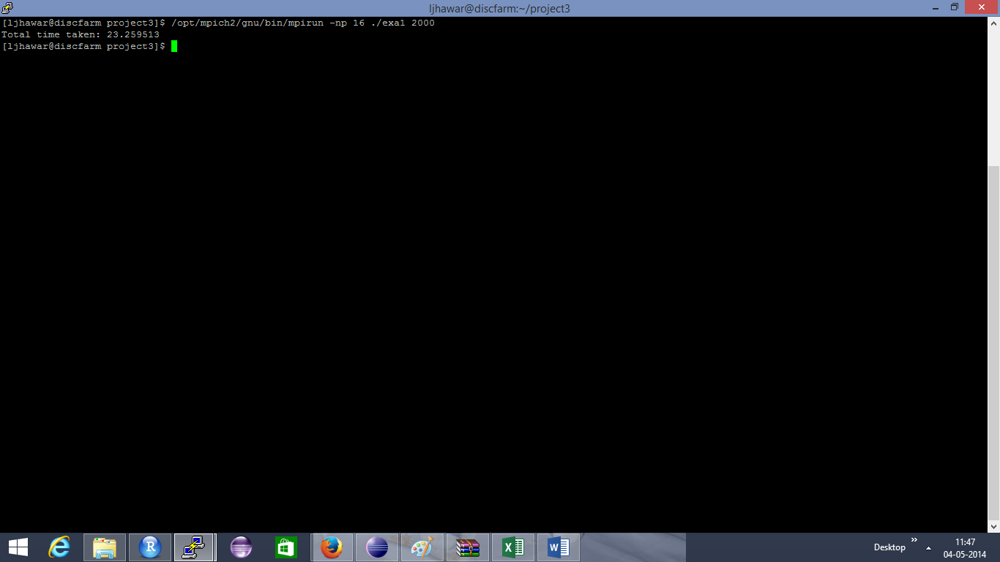 ljhawar@discfarm:~/project3
[ljhawar@discfarm project3]$ /opt/mpich2/gnu/bin/mpirun -np 16 ./exa1 2000
Total time taken: 23.259513
[ljhawar@discfarm project3]$
Desktop
11:47
04-05-2014